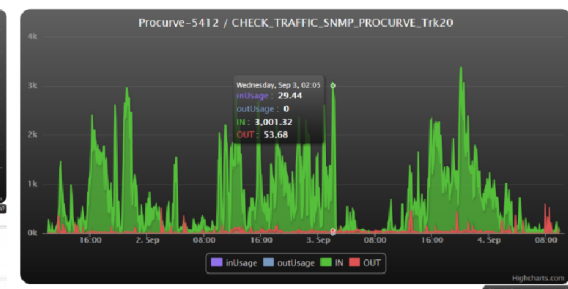 Procurve-5412 / CHECK_TRAFFIC_SNMP_PROCURVE_Trk20
4k
3k
2k
1k
0k
Wednesday, Sep 3, 02:05
inUsage : 29.44
outUsage : 0
IN : 3,001.32
OUT : 53.68
16:00 2. Sep 08:00 16:00 3. Sep 08:00 16:00 4. Sep 08:00
inUsage outUsage IN OUT
Highcharts.com